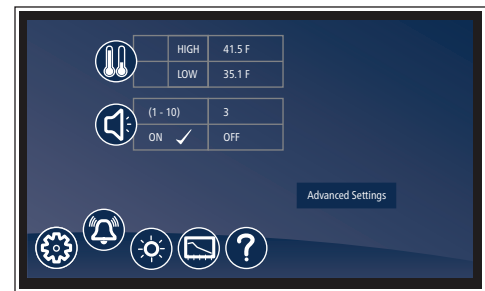 HIGH 41.5 F
LOW 35.1 F
(1 - 10) 3
ON OFF
Advanced Settings
?